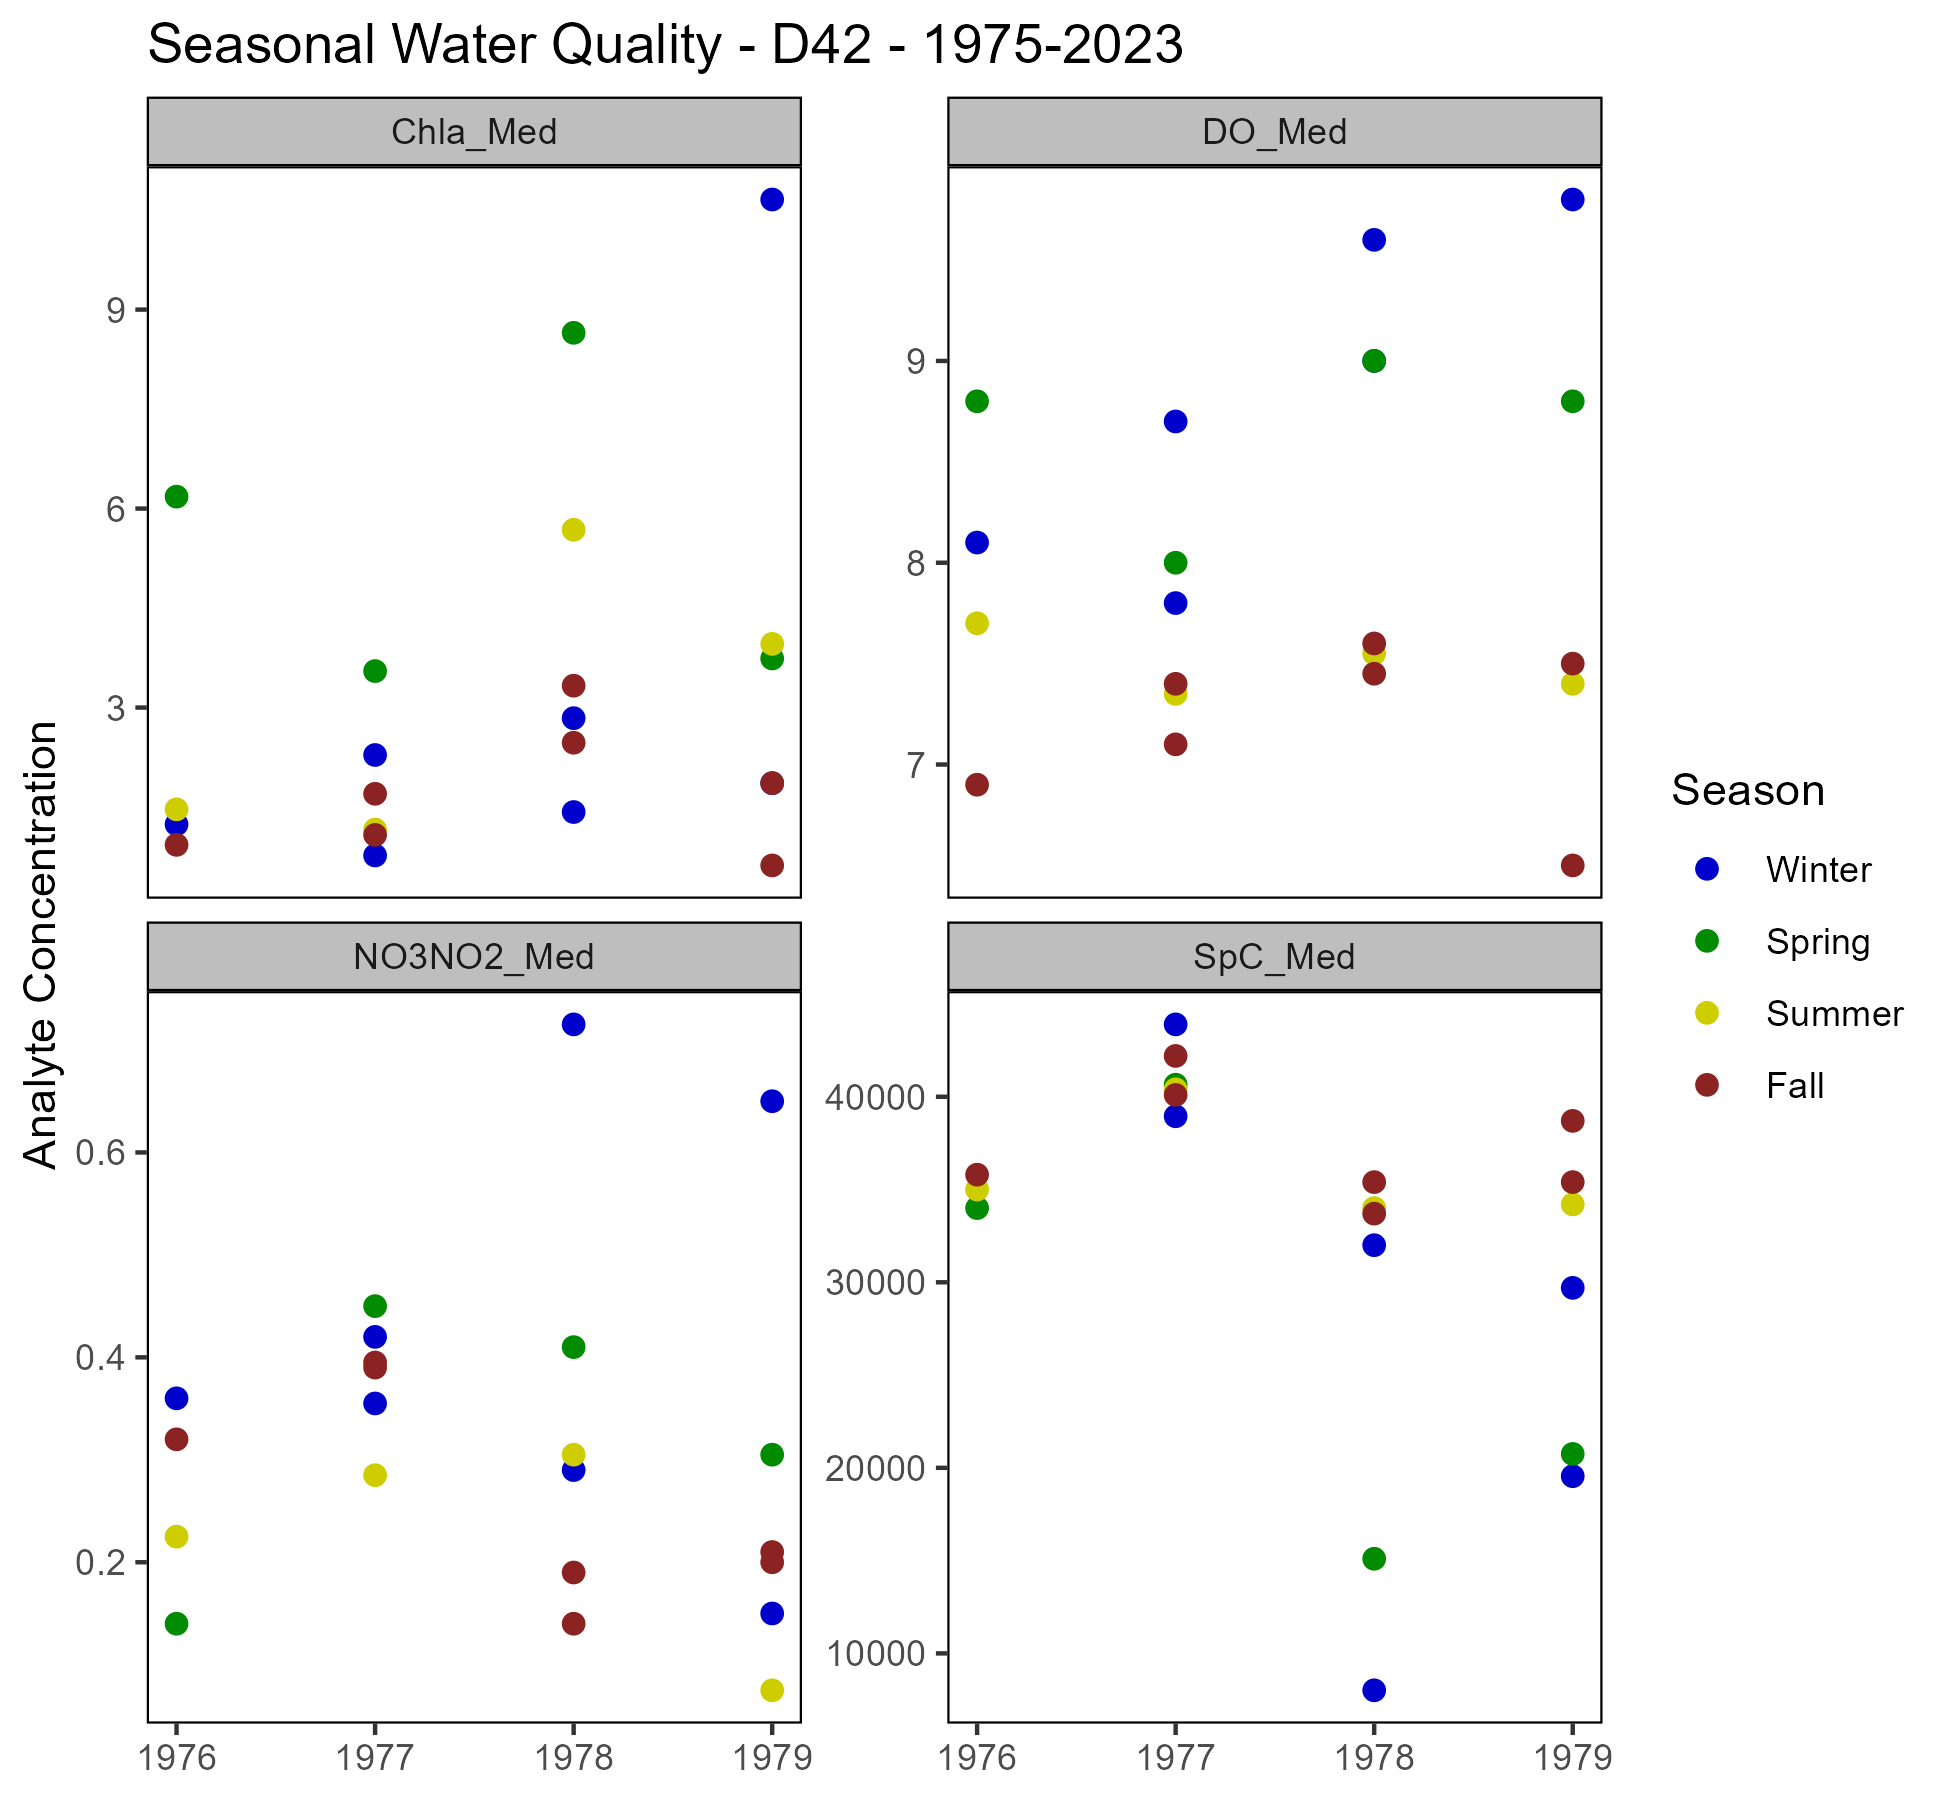 Seasonal Water Quality - D42 - 1975-2023
Chla_Med
DO_Med
9
6
3
9
8
7
Analyte Concentration
NO3NO2_Med
SpC_Med
0.6
0.4
0.2
40000
30000
20000
10000
1976
1977
1978
1979
1976
1977
1978
1979
Season
Winter
Spring
Summer
Fall